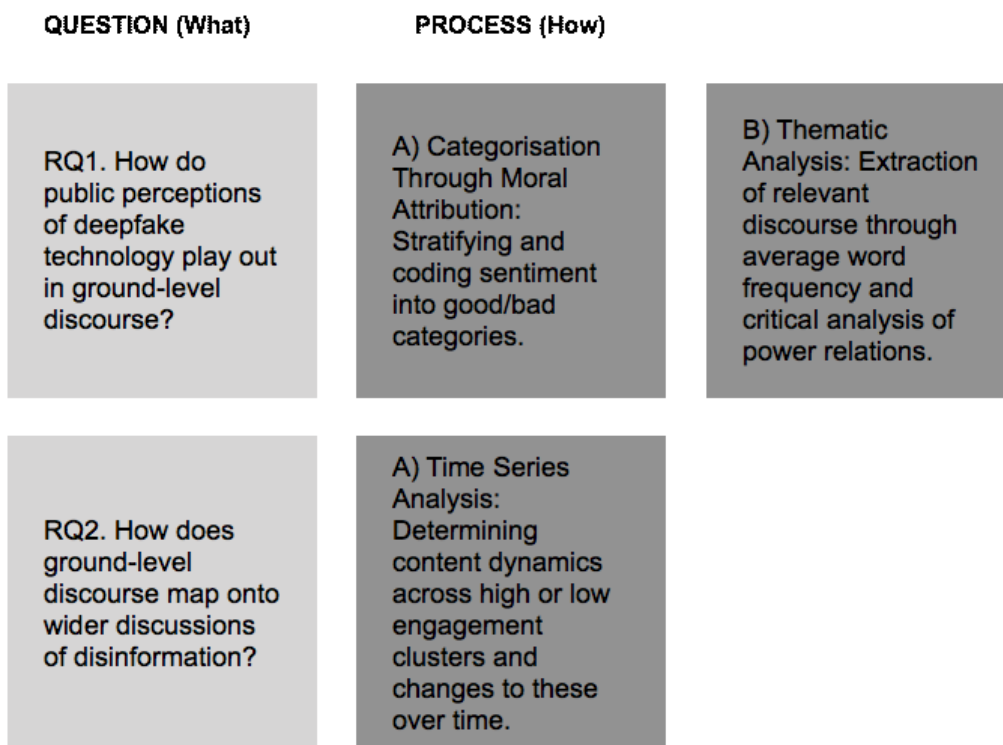 QUESTION (What)
PROCESS (How)
RQ1. How do
public perceptions
of deepfake
technology play out
in ground-level
discourse?
A) Categorisation
Through Moral
Attribution:
Stratifying and
coding sentiment
into good/bad
categories.
B) Thematic
Analysis: Extraction
of relevant
discourse through
average word
frequency and
critical analysis of
power relations.
RQ2. How does
ground-level
discourse map onto
wider discussions
of disinformation?
A) Time Series
Analysis:
Determining
content dynamics
across high or low
engagement
clusters and
changes to these
over time.